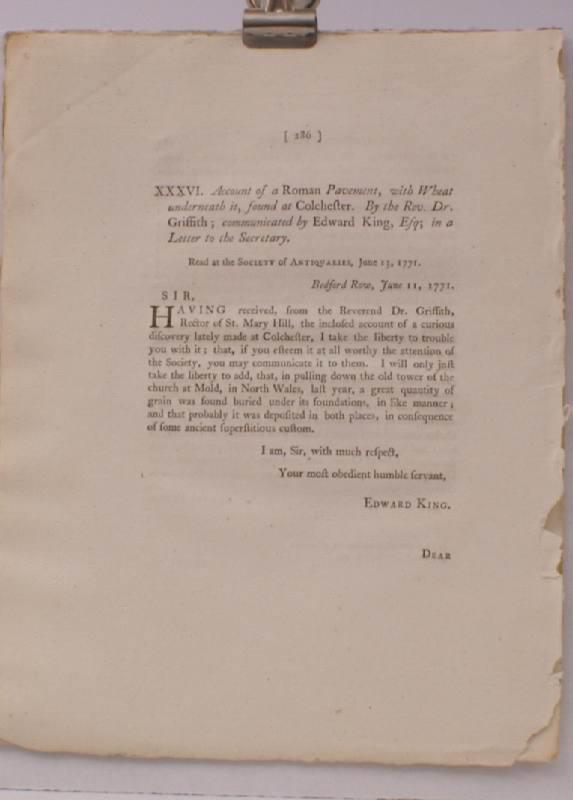 [ 286 ]
XXXVI. Account of a Roman Pavement, with Wheat
underneath it, found at Colcheſter. By the Rev. Dr.
Griffith; communicated by Edward King, Eſq; in a
Letter to the Secretary.
Read at the SOCIETY of ANTIQUARIES, June 13, 1771.
Bedford Row, June 11, 1771.
SIR,
HAVING received, from the Reverend Dr. Griffith,
Rector of St. Mary Hill, the incloſed account of a curious
diſcovery lately made at Colcheſter, I take the liberty to trouble
you with it; that, if you eſteem it at all worthy the attention of
the Society, you may communicate it to them. I will only juſt
take the liberty to add, that, in pulling down the old tower of the
church at Mold, in North Wales, laſt year, a great quantity of
grain was found buried under its foundations, in like manner;
and that probably it was depoſited in both places, in conſequence
of ſome ancient ſuperſtitious cuſtom.
I am, Sir, with much reſpect,
Your moſt obedient humble ſervant,
EDWARD KING.
DEAR